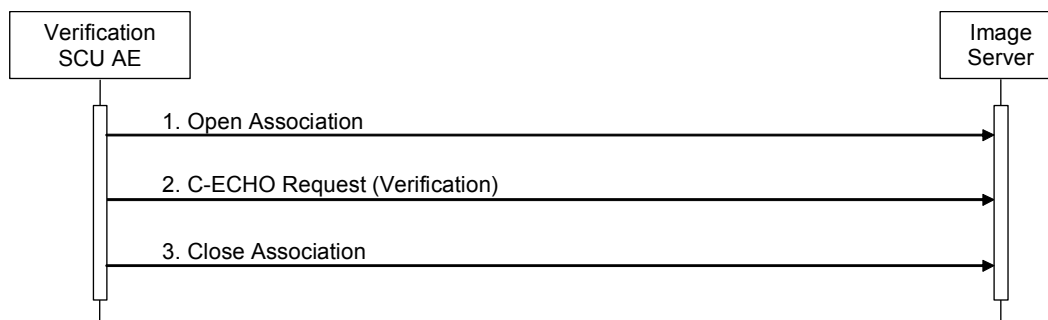 Verification
SCU AE
Image
Server
1. Open Association
2. C-ECHO Request (Verification)
3. Close Association